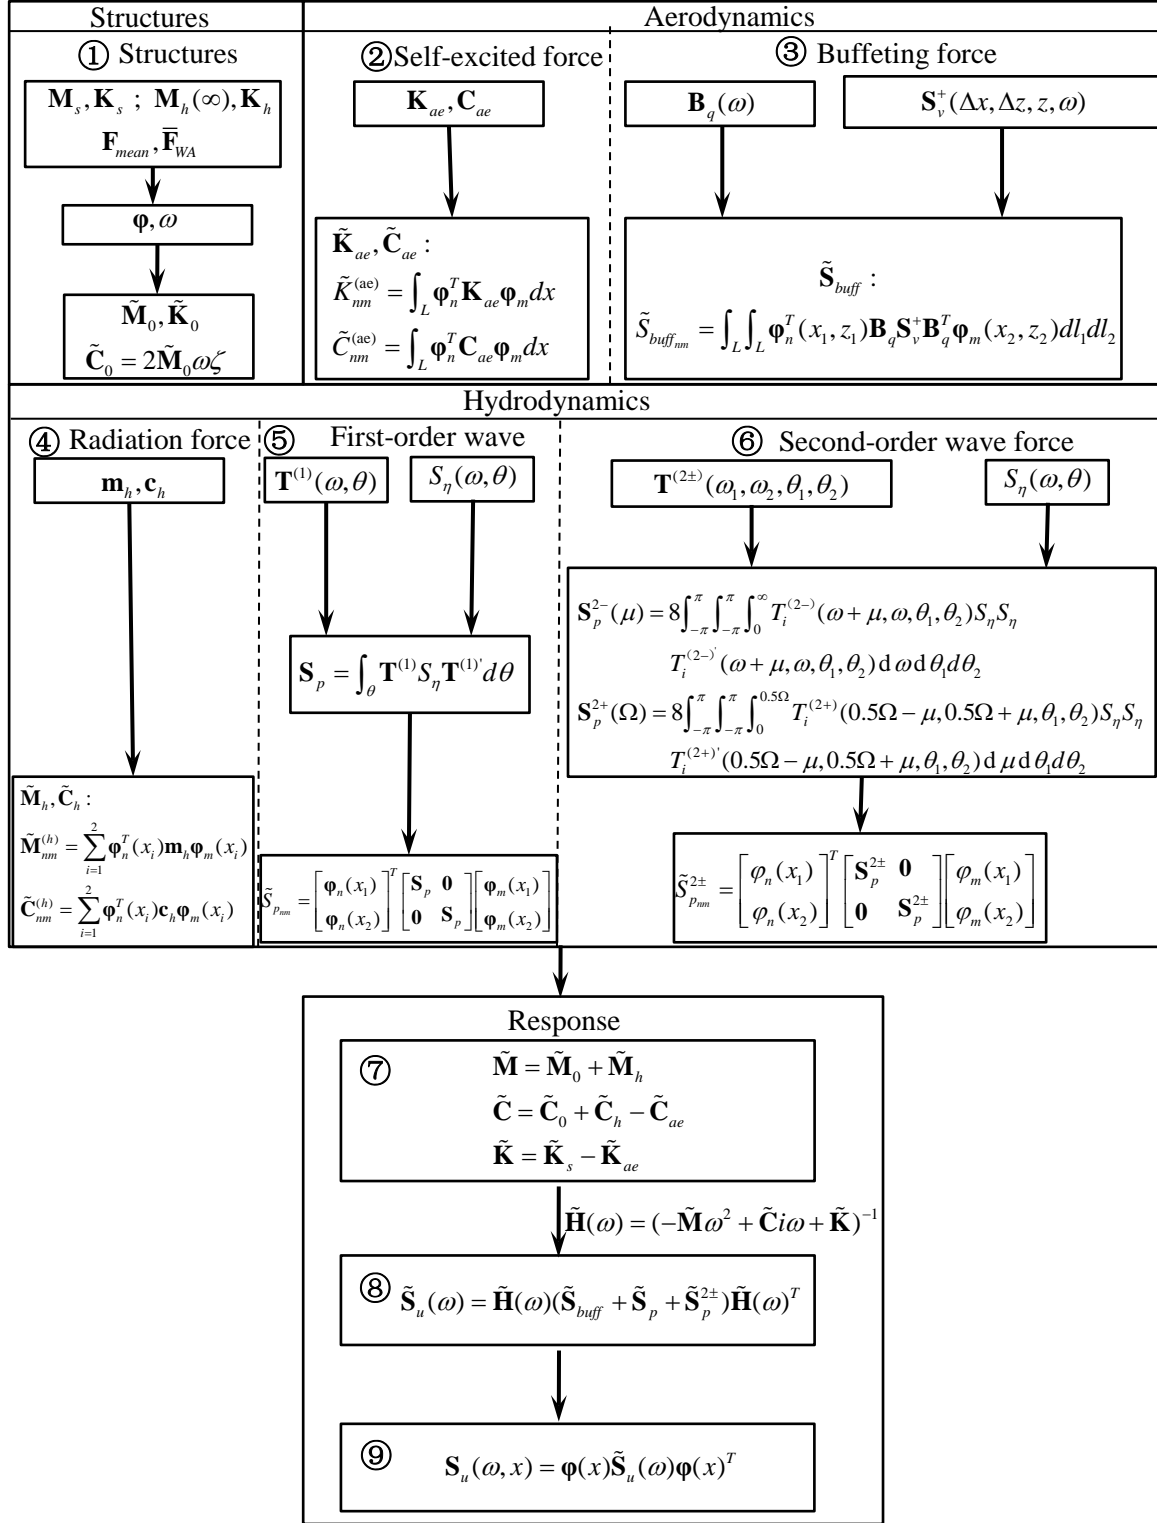 Structures
Aerodynamics
① Structures
M_s, K_s ; M_h(∞), K_h
F_mean, F̅_WA
φ, ω
M̃_0, K̃_0
C̃_0 = 2M̃_0ωζ
② Self-excited force
K_ae, C_ae
K̃_ae, C̃_ae :
K̃_nm^(ae) = ∫_L φ_n^T K_ae φ_m dx
C̃_nm^(ae) = ∫_L φ_n^T C_ae φ_m dx
③ Buffeting force
B_q(ω)
S_v^+(Δx, Δz, z, ω)
S̃_buff :
S̃_buff_nm = ∫_L ∫_L φ_n^T(x_1, z_1) B_q S_v^+ B_q^T φ_m(x_2, z_2) dl_1 dl_2
Hydrodynamics
④ Radiation force
m_h, c_h
M̃_h, C̃_h :
M̃_nm^(h) = ∑_{i=1}^{2} φ_n^T(x_i) m_h φ_m(x_i)
C̃_nm^(h) = ∑_{i=1}^{2} φ_n^T(x_i) c_h φ_m(x_i)
⑤ First-order wave
T^(1)(ω, θ)
S_η(ω, θ)
S_p = ∫_θ T^(1) S_η T^(1)' dθ
S̃_p_nm = [φ_n(x_1) φ_n(x_2)]^T [S_p 0 0 S_p] [φ_m(x_1) φ_m(x_2)]
⑥ Second-order wave force
T^(2±)(ω_1, ω_2, θ_1, θ_2)
S_η(ω, θ)
S_p^2−(μ) = 8∫_{−π}^{π} ∫_{−π}^{π} ∫_0^∞ T_i^(2−)(ω + μ, ω, θ_1, θ_2) S_η S_η
T_i^(2−)'(ω + μ, ω, θ_1, θ_2) d ω d θ_1 dθ_2
S_p^2+(Ω) = 8∫_{−π}^{π} ∫_{−π}^{π} ∫_0^{0.5Ω} T_i^(2+)(0.5Ω − μ, 0.5Ω + μ, θ_1, θ_2) S_η S_η
T_i^(2+)'(0.5Ω − μ, 0.5Ω + μ, θ_1, θ_2) d μ d θ_1 dθ_2
S̃_p_nm^2± = [φ_n(x_1) φ_n(x_2)]^T [S_p^2± 0 0 S_p^2±] [φ_m(x_1) φ_m(x_2)]
Response
⑦
M̃ = M̃_0 + M̃_h
C̃ = C̃_0 + C̃_h − C̃_ae
K̃ = K̃_s − K̃_ae
H̃(ω) = (−M̃ω² + C̃iω + K̃)^−1
⑧ S̃_u(ω) = H̃(ω)(S̃_buff + S̃_p + S̃_p^2±)H̃(ω)^T
⑨ S_u(ω, x) = φ(x)S̃_u(ω)φ(x)^T